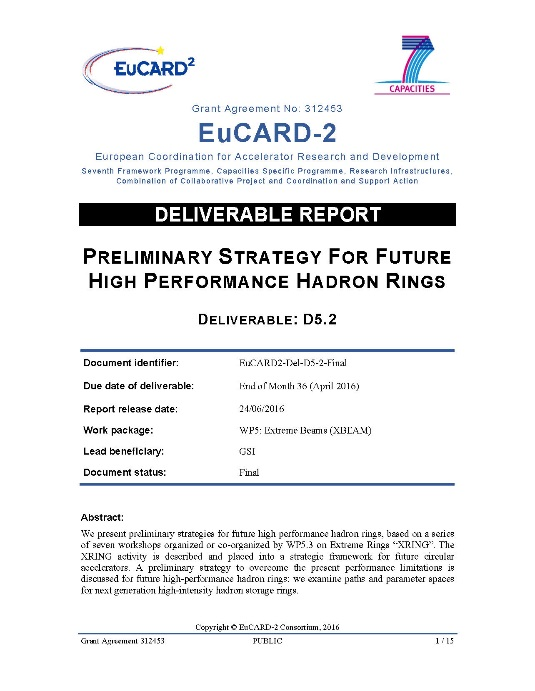 EuCARD²
7
CAPACITIES
Grant Agreement No: 312453
EuCARD-2
European Coordination for Accelerator Research and Development
Seventh Framework Programme, Capacities Specific Programme, Research Infrastructures,
Combination of Collaborative Project and Coordination and Support Action
DELIVERABLE REPORT
PRELIMINARY STRATEGY FOR FUTURE
HIGH PERFORMANCE HADRON RINGS
DELIVERABLE: D5.2
Document identifier: EuCARD2-Del-D5-2-Final
Due date of deliverable: End of Month 36 (April 2016)
Report release date: 24/06/2016
Work package: WP5: Extreme Beams (XBEAM)
Lead beneficiary: GSI
Document status: Final
Abstract:
We present preliminary strategies for future high performance hadron rings, based on a series
of seven workshops organized or co-organized by WP5.3 on Extreme Rings “XRING”. The
XRING activity is described and placed into a strategic framework for future circular
accelerators. A preliminary strategy to overcome the present performance limitations is
discussed for future high-performance hadron rings: we examine paths and parameter spaces
for next generation high-intensity hadron storage rings.
Copyright © EuCARD-2 Consortium, 2016
Grant Agreement 312453 PUBLIC 1 / 15